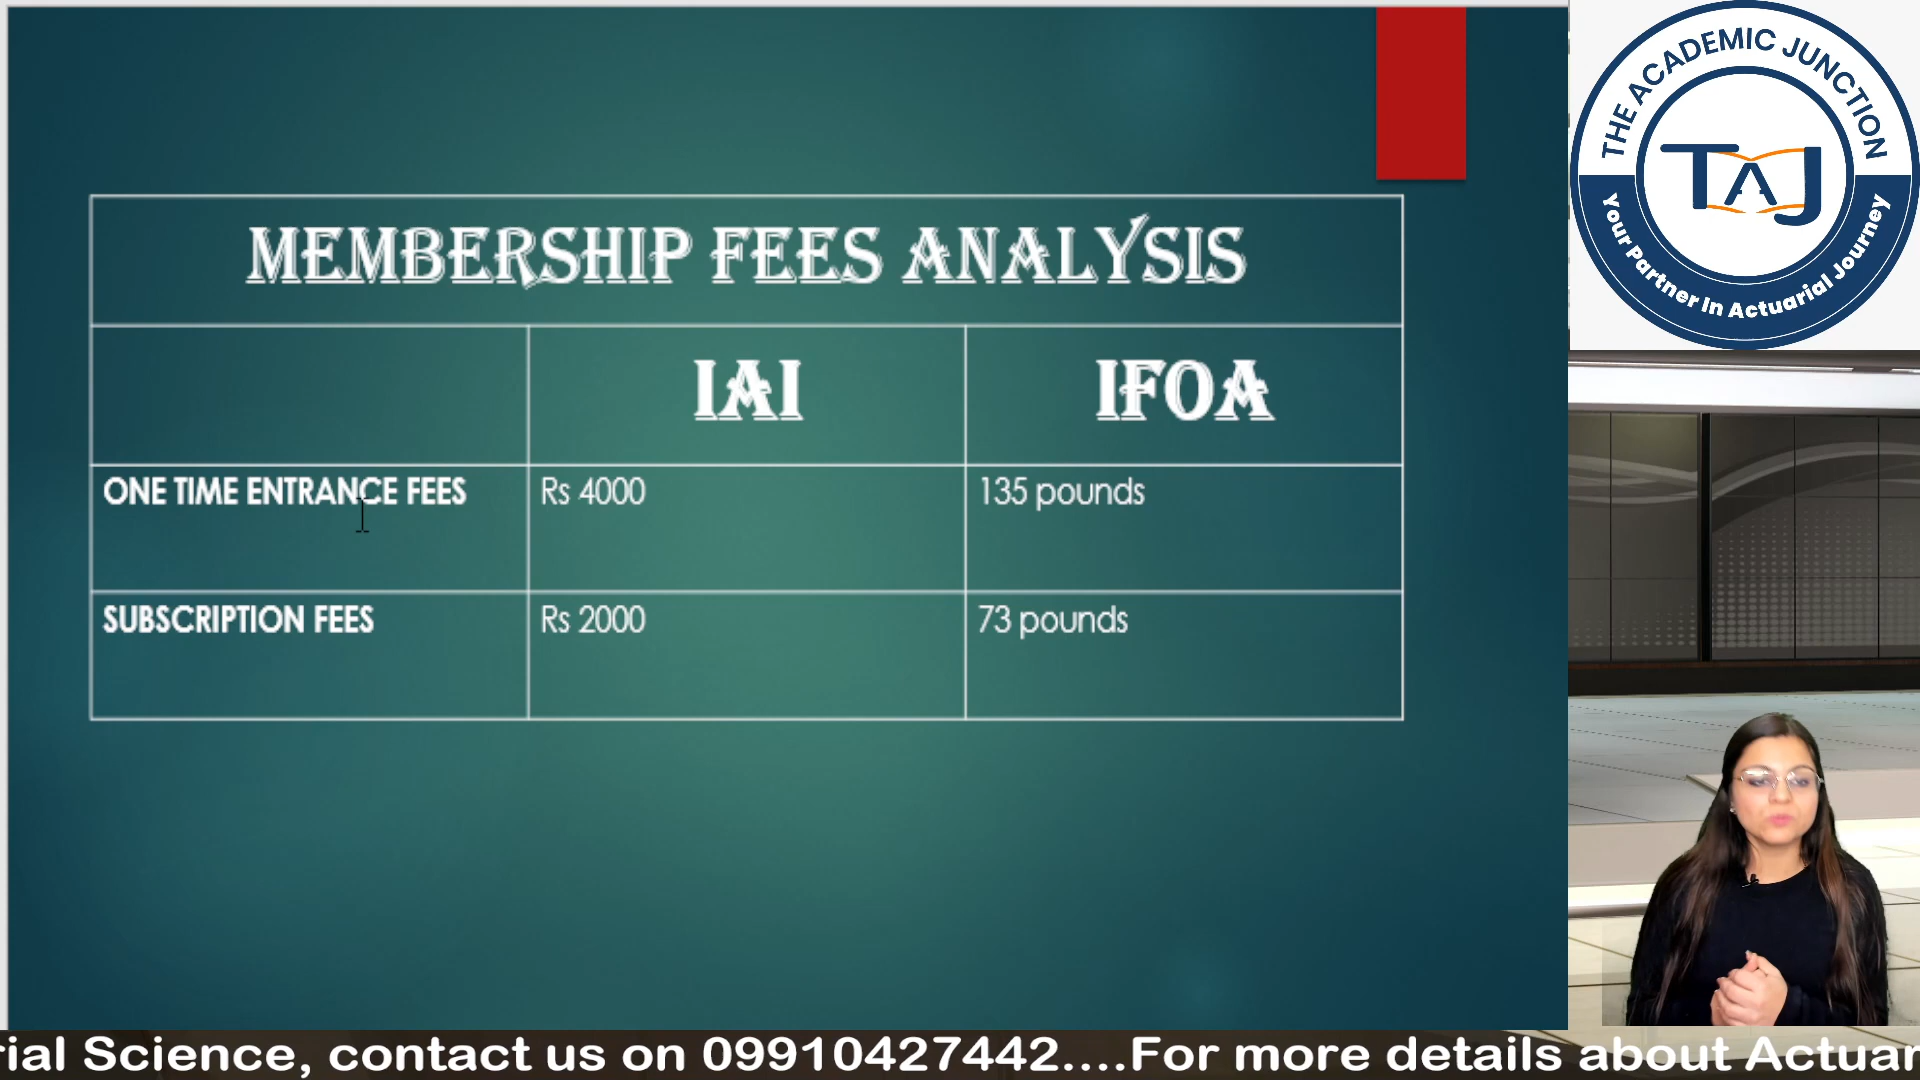 MEMBERSHIP FEES ANALYSIS
IAI
IFOA
ONE TIME ENTRANCE FEES
Rs 4000
135 pounds
SUBSCRIPTION FEES
Rs 2000
73 pounds
THE ACADEMIC JUNCTION
TAJ
Your Partner In Actuarial Journey
rial Science, contact us on 09910427442....For more details about Actuar